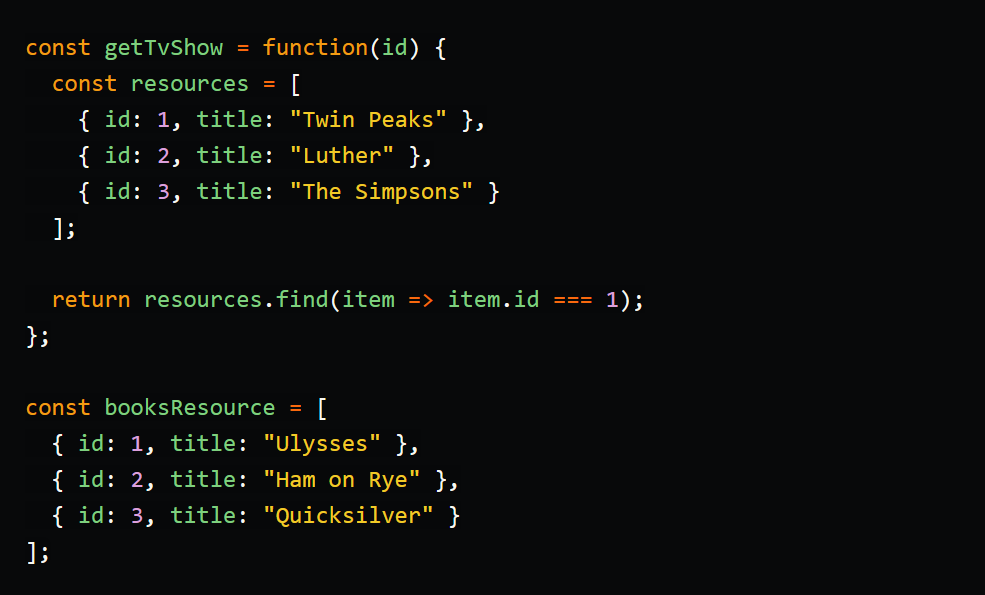 const getTvShow = function(id) {
  const resources = [
    { id: 1, title: "Twin Peaks" },
    { id: 2, title: "Luther" },
    { id: 3, title: "The Simpsons" }
  ];

  return resources.find(item => item.id === 1);
};

const booksResource = [
  { id: 1, title: "Ulysses" },
  { id: 2, title: "Ham on Rye" },
  { id: 3, title: "Quicksilver" }
];